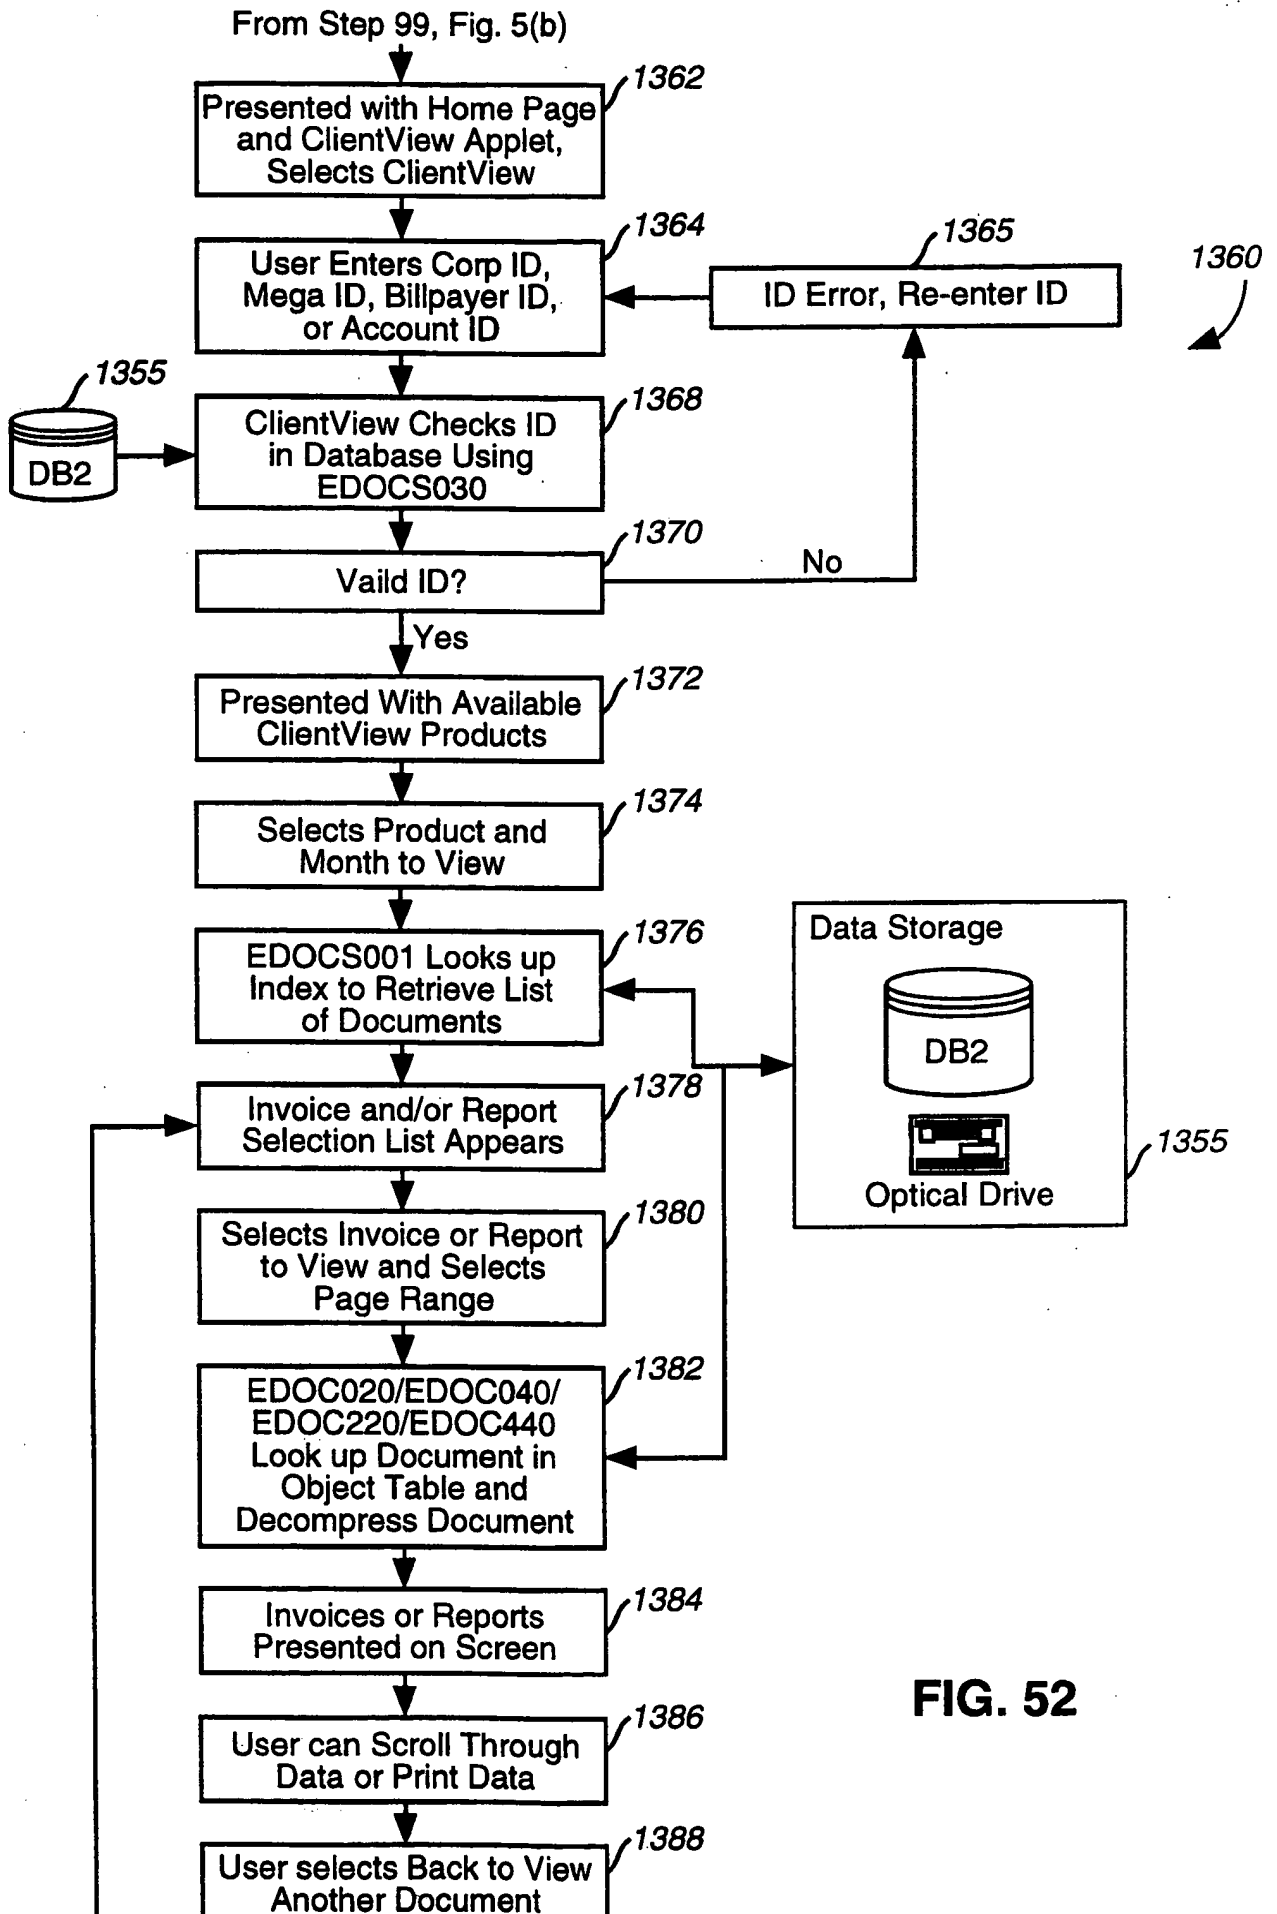 From Step 99, Fig. 5(b)
1362
Presented with Home Page
and ClientView Applet,
Selects ClientView
1364
User Enters Corp ID,
Mega ID, Billpayer ID,
or Account ID
1365
ID Error, Re-enter ID
1360
1355
DB2
1368
ClientView Checks ID
in Database Using
EDOCS030
1370
Vaild ID?
No
Yes
1372
Presented With Available
ClientView Products
1374
Selects Product and
Month to View
1376
EDOCS001 Looks up
Index to Retrieve List
of Documents
Data Storage
DB2
Optical Drive
1355
1378
Invoice and/or Report
Selection List Appears
1380
Selects Invoice or Report
to View and Selects
Page Range
1382
EDOC020/EDOC040/
EDOC220/EDOC440
Look up Document in
Object Table and
Decompress Document
1384
Invoices or Reports
Presented on Screen
1386
User can Scroll Through
Data or Print Data
1388
User selects Back to View
Another Document
FIG. 52